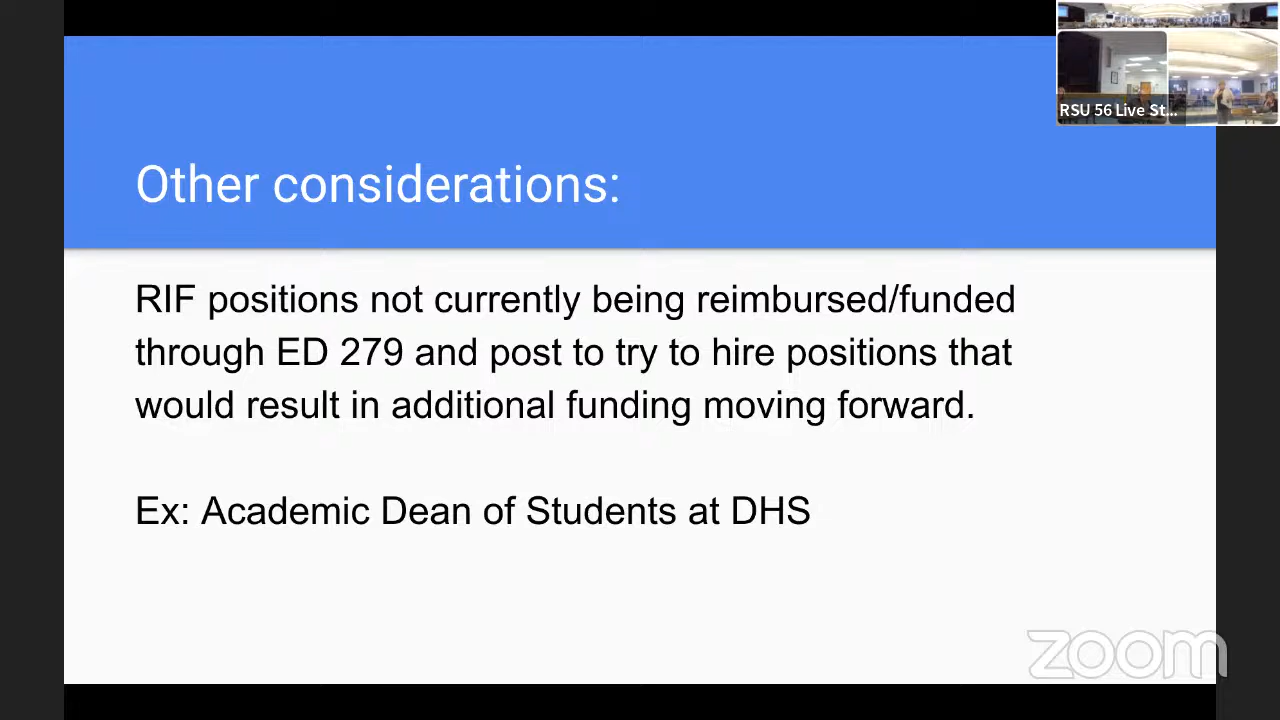 RSU 56 Live St...
Other considerations:
RIF positions not currently being reimbursed/funded
through ED 279 and post to try to hire positions that
would result in additional funding moving forward.
Ex: Academic Dean of Students at DHS
zoom